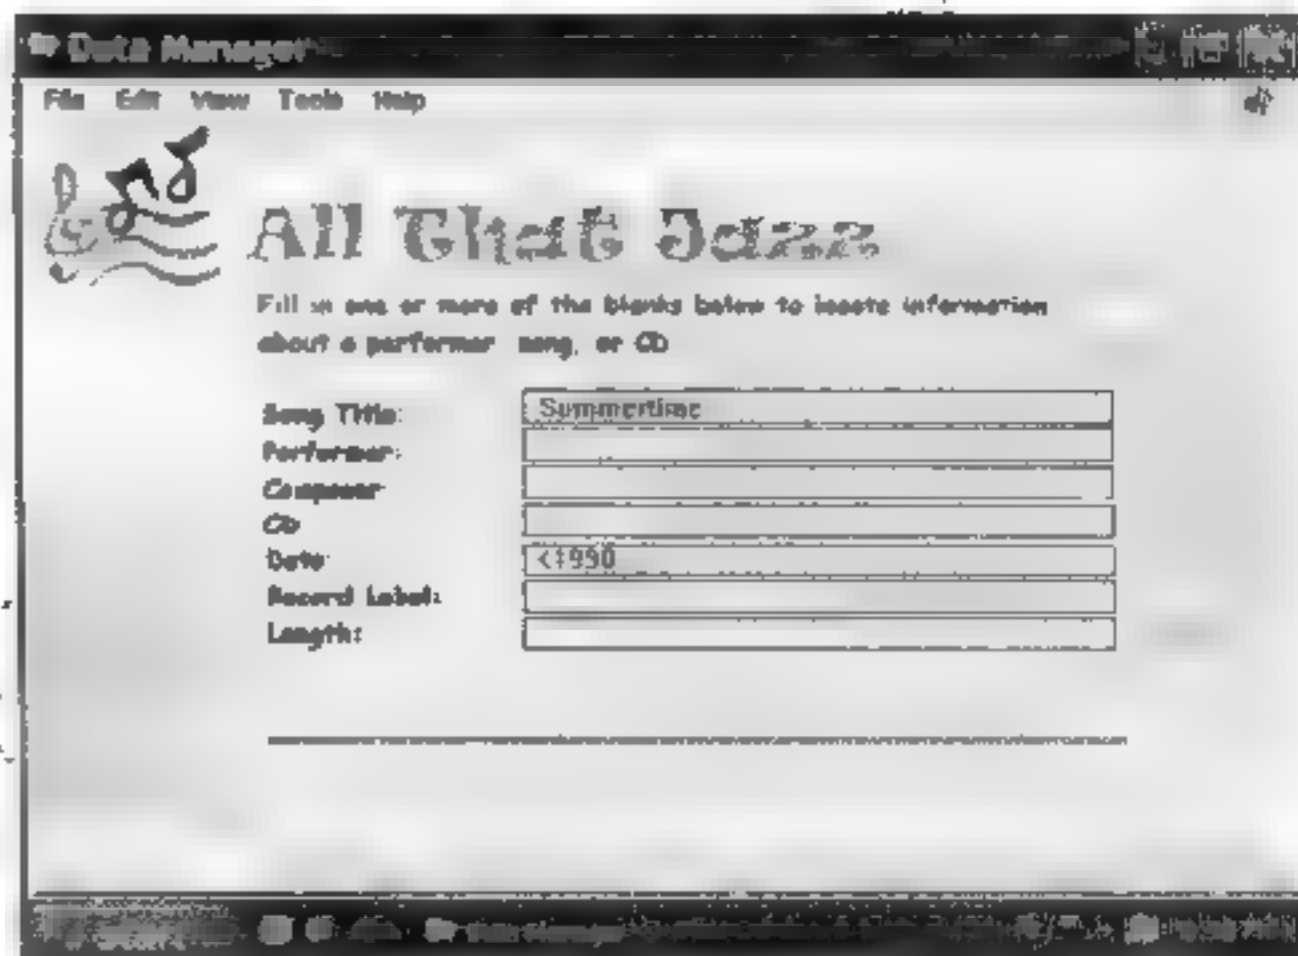 Data Manager
File Edit View Tools Help
All That Jazz
Fill in one or more of the blanks below to locate information
about a performer song, or CD
Song Title: Summertime
Performer:
Composer
CD
Date <1990
Record Label:
Length: